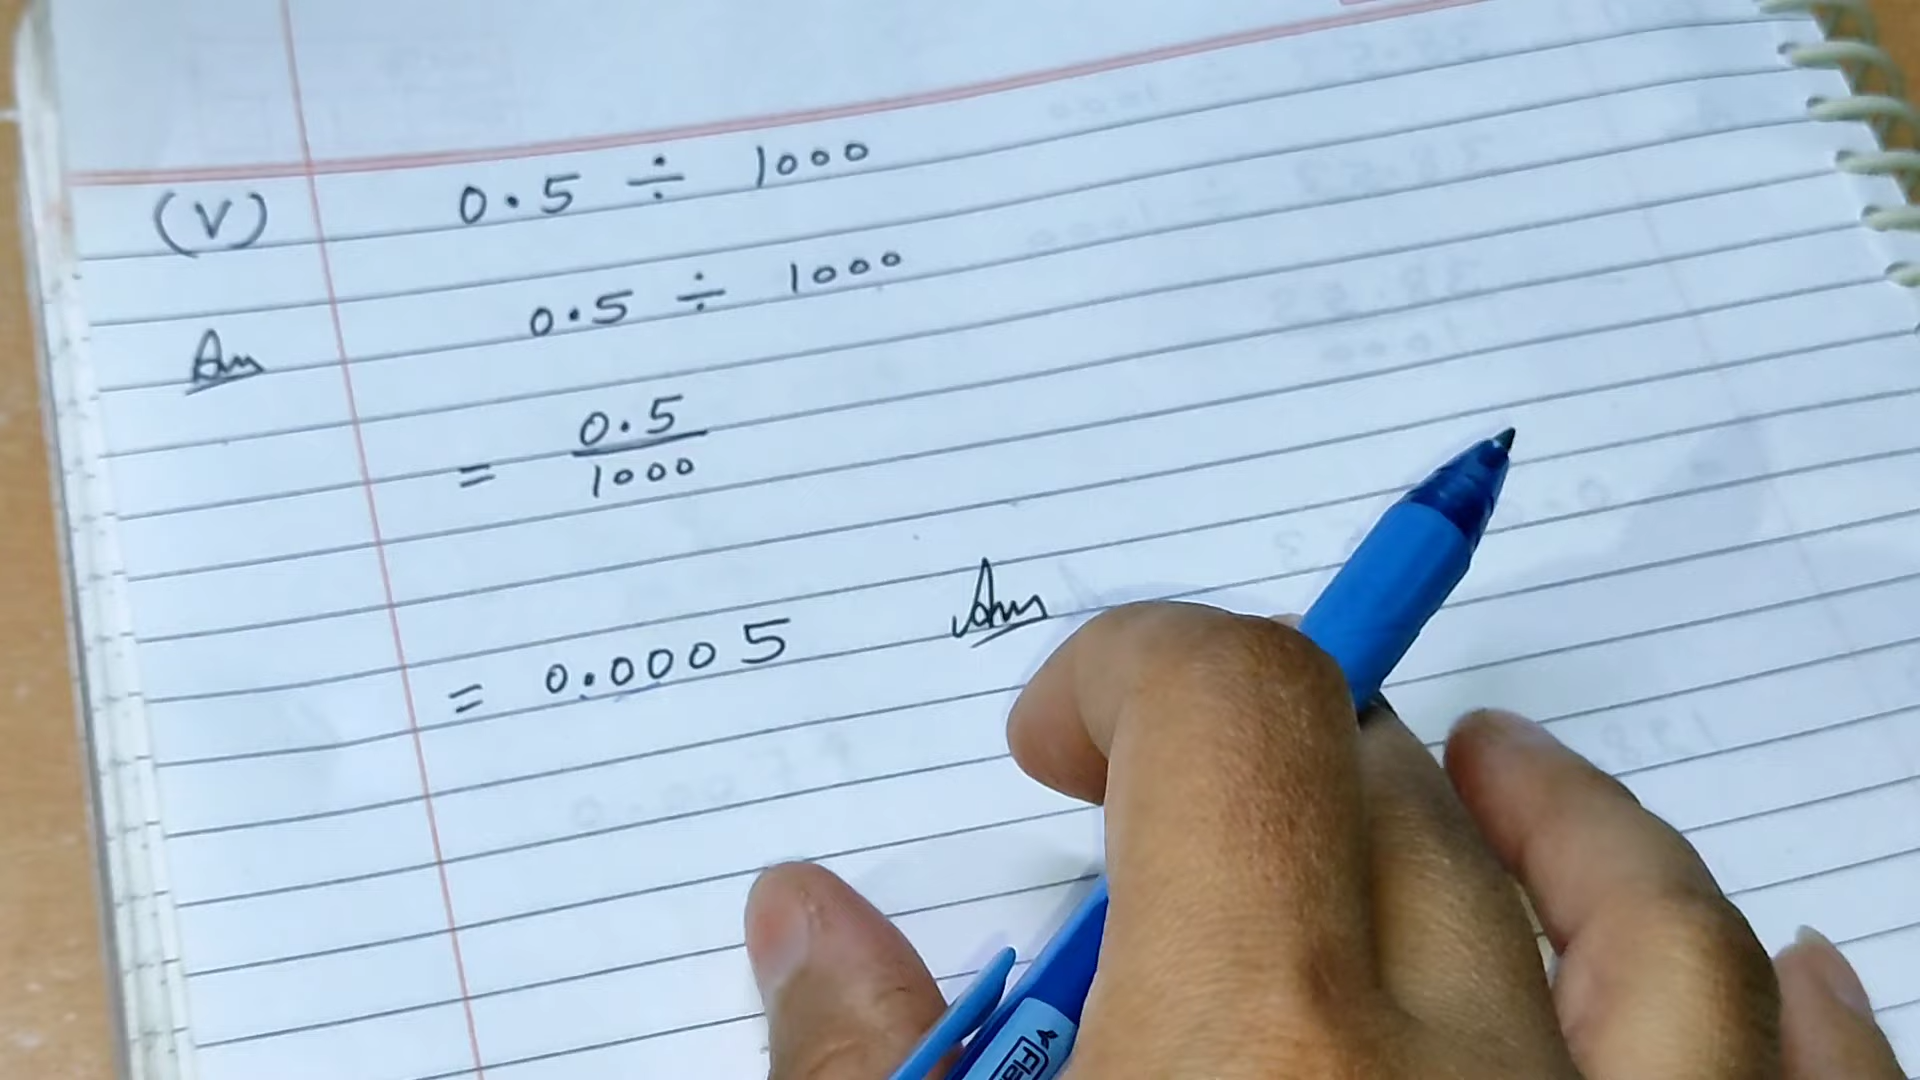 (V) 0.5 ÷ 1000
Ans 0.5 ÷ 1000
= 0.5/1000
= 0.0005 Ans